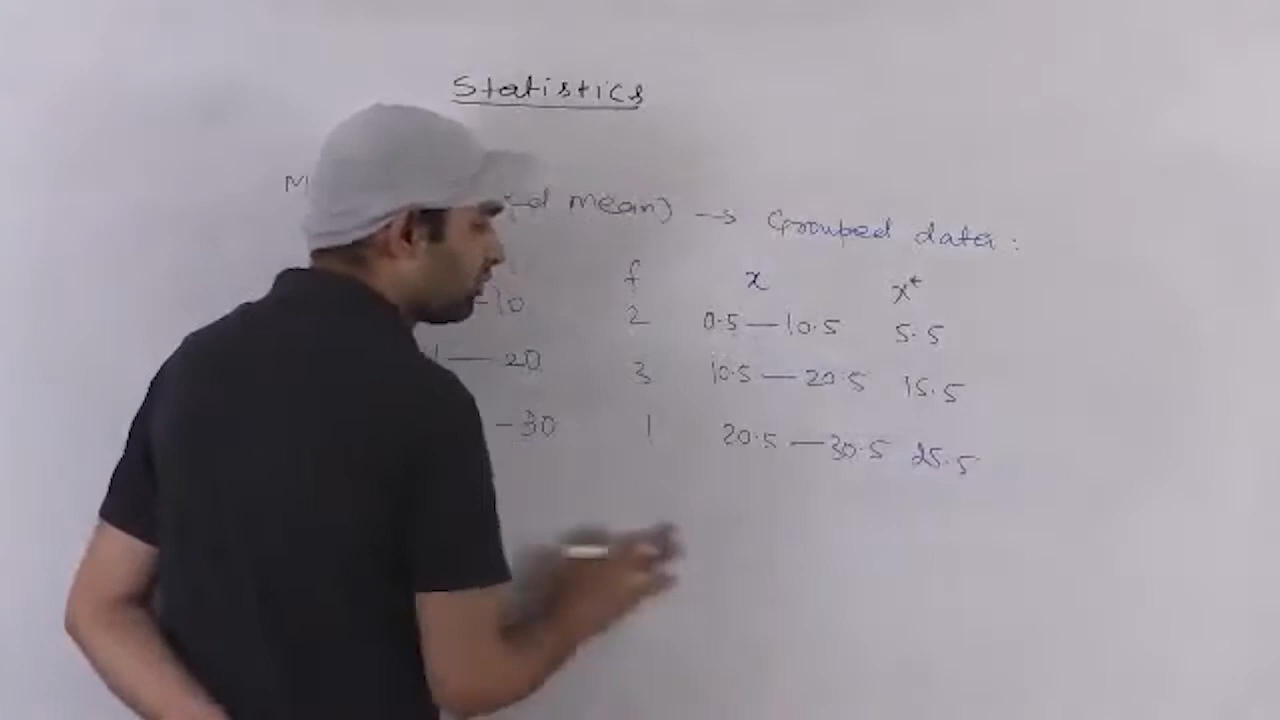 Statistics
mean) → Grouped data:
f x x*
-10 2 0.5—10.5 5.5
—20 3 10.5—20.5 15.5
-30 1 20.5—30.5 25.5